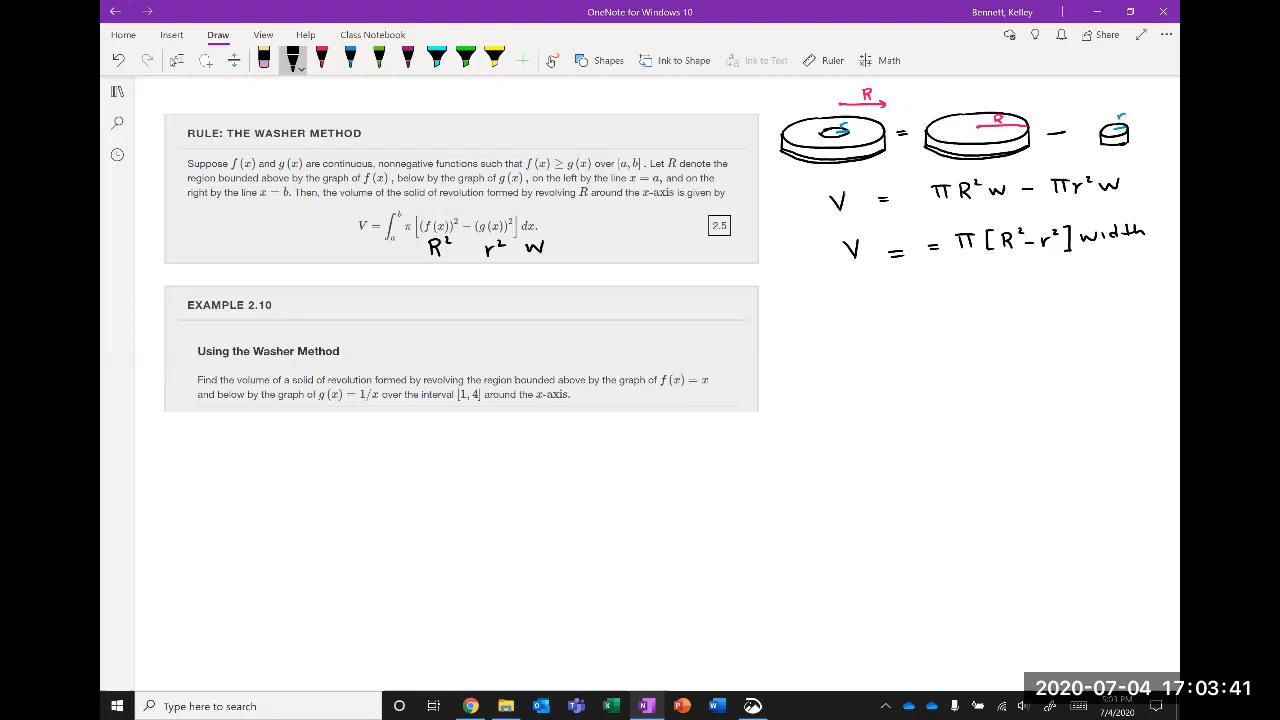 OneNote for Windows 10
Bennett, Kelley
Home Insert Draw View Help Class Notebook
Share
Shapes Ink to Shape Ink to Text Ruler Math
RULE: THE WASHER METHOD
Suppose f (x) and g (x) are continuous, nonnegative functions such that f (x) ≥ g (x) over [a, b] . Let R denote the
region bounded above by the graph of f (x) , below by the graph of g (x) , on the left by the line x = a, and on the
right by the line x = b. Then, the volume of the solid of revolution formed by revolving R around the x-axis is given by
V = ∫_a^b π [(f (x))² − (g (x))²] dx.
2.5
R² r² w
EXAMPLE 2.10
Using the Washer Method
Find the volume of a solid of revolution formed by revolving the region bounded above by the graph of f (x) = x
and below by the graph of g (x) = 1/x over the interval [1, 4] around the x-axis.
R
r = R − r
V = πR²w − πr²w
V = = π[R²−r²] width
Type here to search
5:03 PM
7/4/2020
2020-07-04 17:03:41